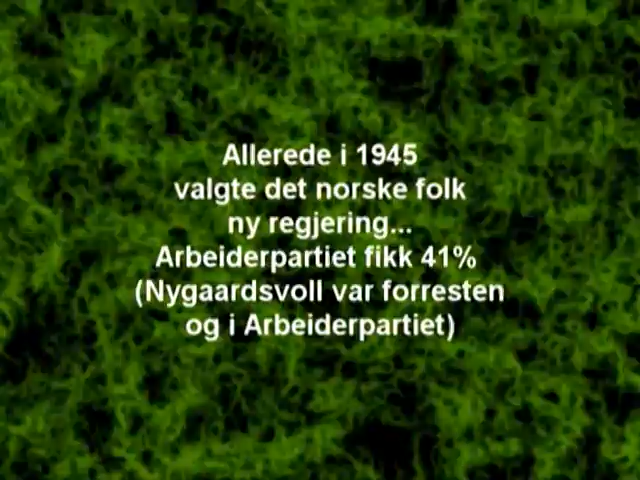 Allerede i 1945
valgte det norske folk
ny regjering...
Arbeiderpartiet fikk 41%
(Nygaardsvoll var forresten
og i Arbeiderpartiet)